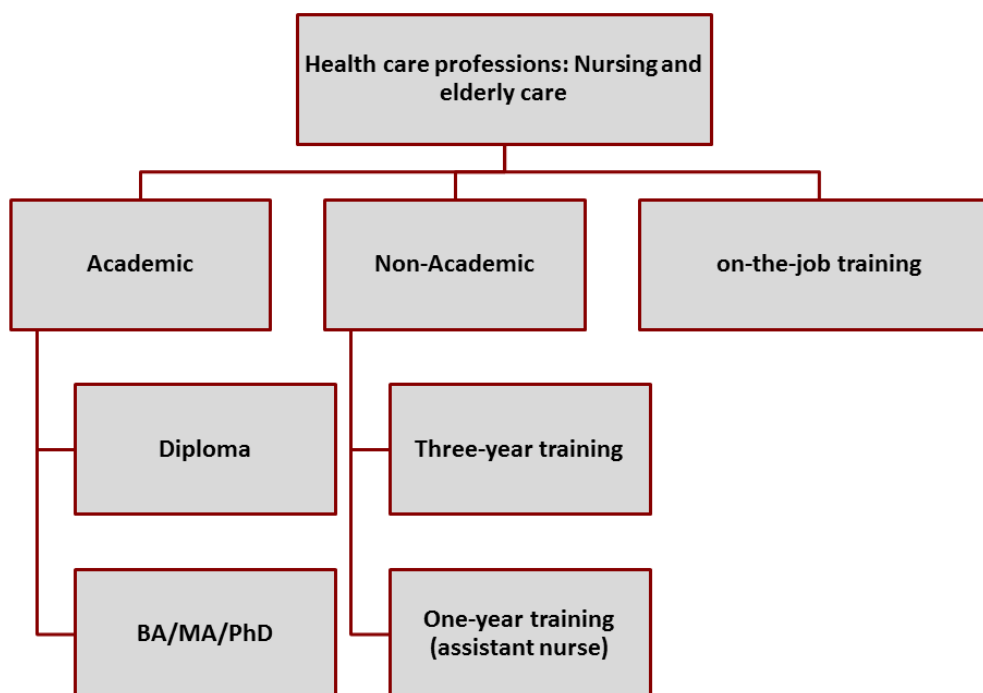 Health care professions: Nursing and
elderly care
Academic
Non-Academic
on-the-job training
Diploma
Three-year training
BA/MA/PhD
One-year training
(assistant nurse)